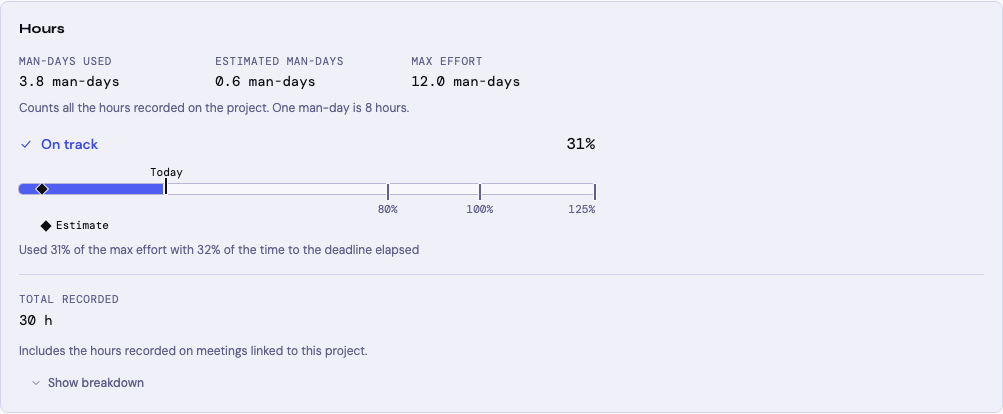 Hours
MAN-DAYS USED ESTIMATED MAN-DAYS MAX EFFORT
3.8 man-days 0.6 man-days 12.0 man-days
Counts all the hours recorded on the project. One man-day is 8 hours.
On track 31%
Today
80% 100% 125%
Estimate
Used 31% of the max effort with 32% of the time to the deadline elapsed
TOTAL RECORDED
30 h
Includes the hours recorded on meetings linked to this project.
Show breakdown